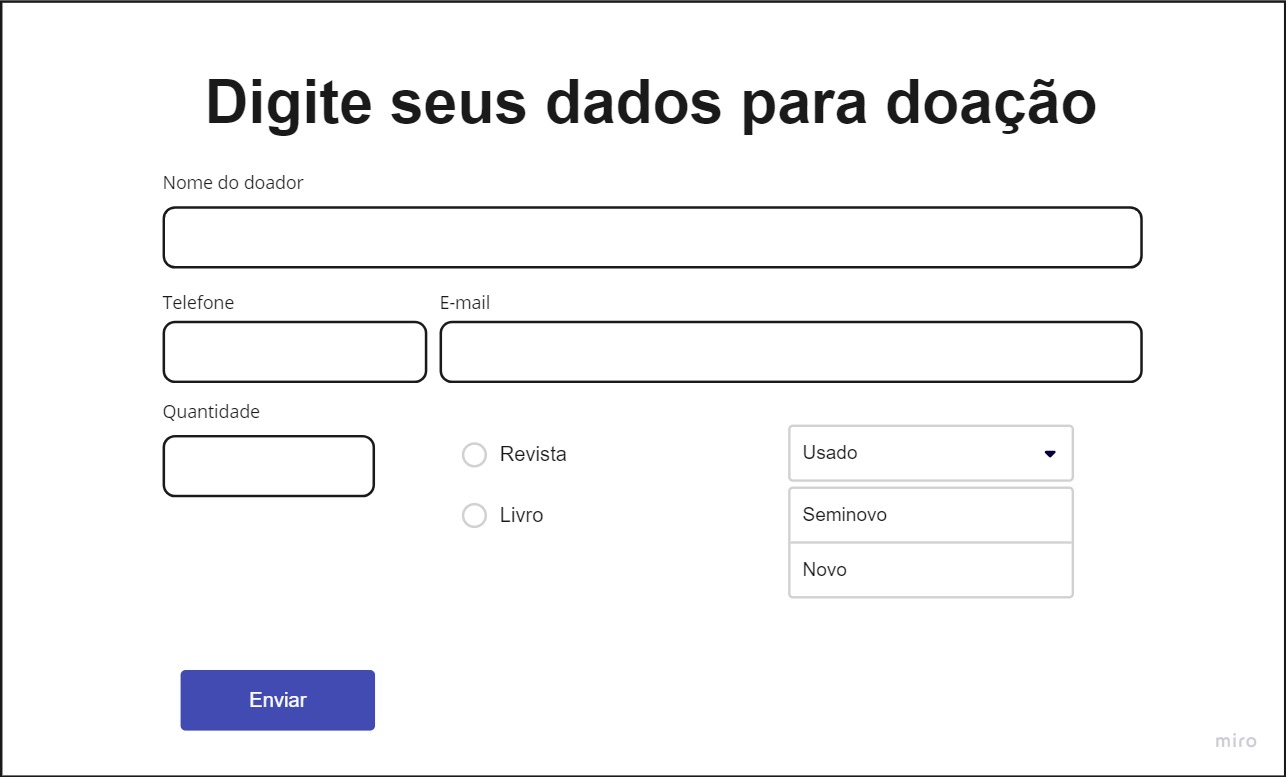 Digite seus dados para doação
Nome do doador
Telefone
E-mail
Quantidade
Revista
Usado
Livro
Seminovo
Novo
Enviar
miro